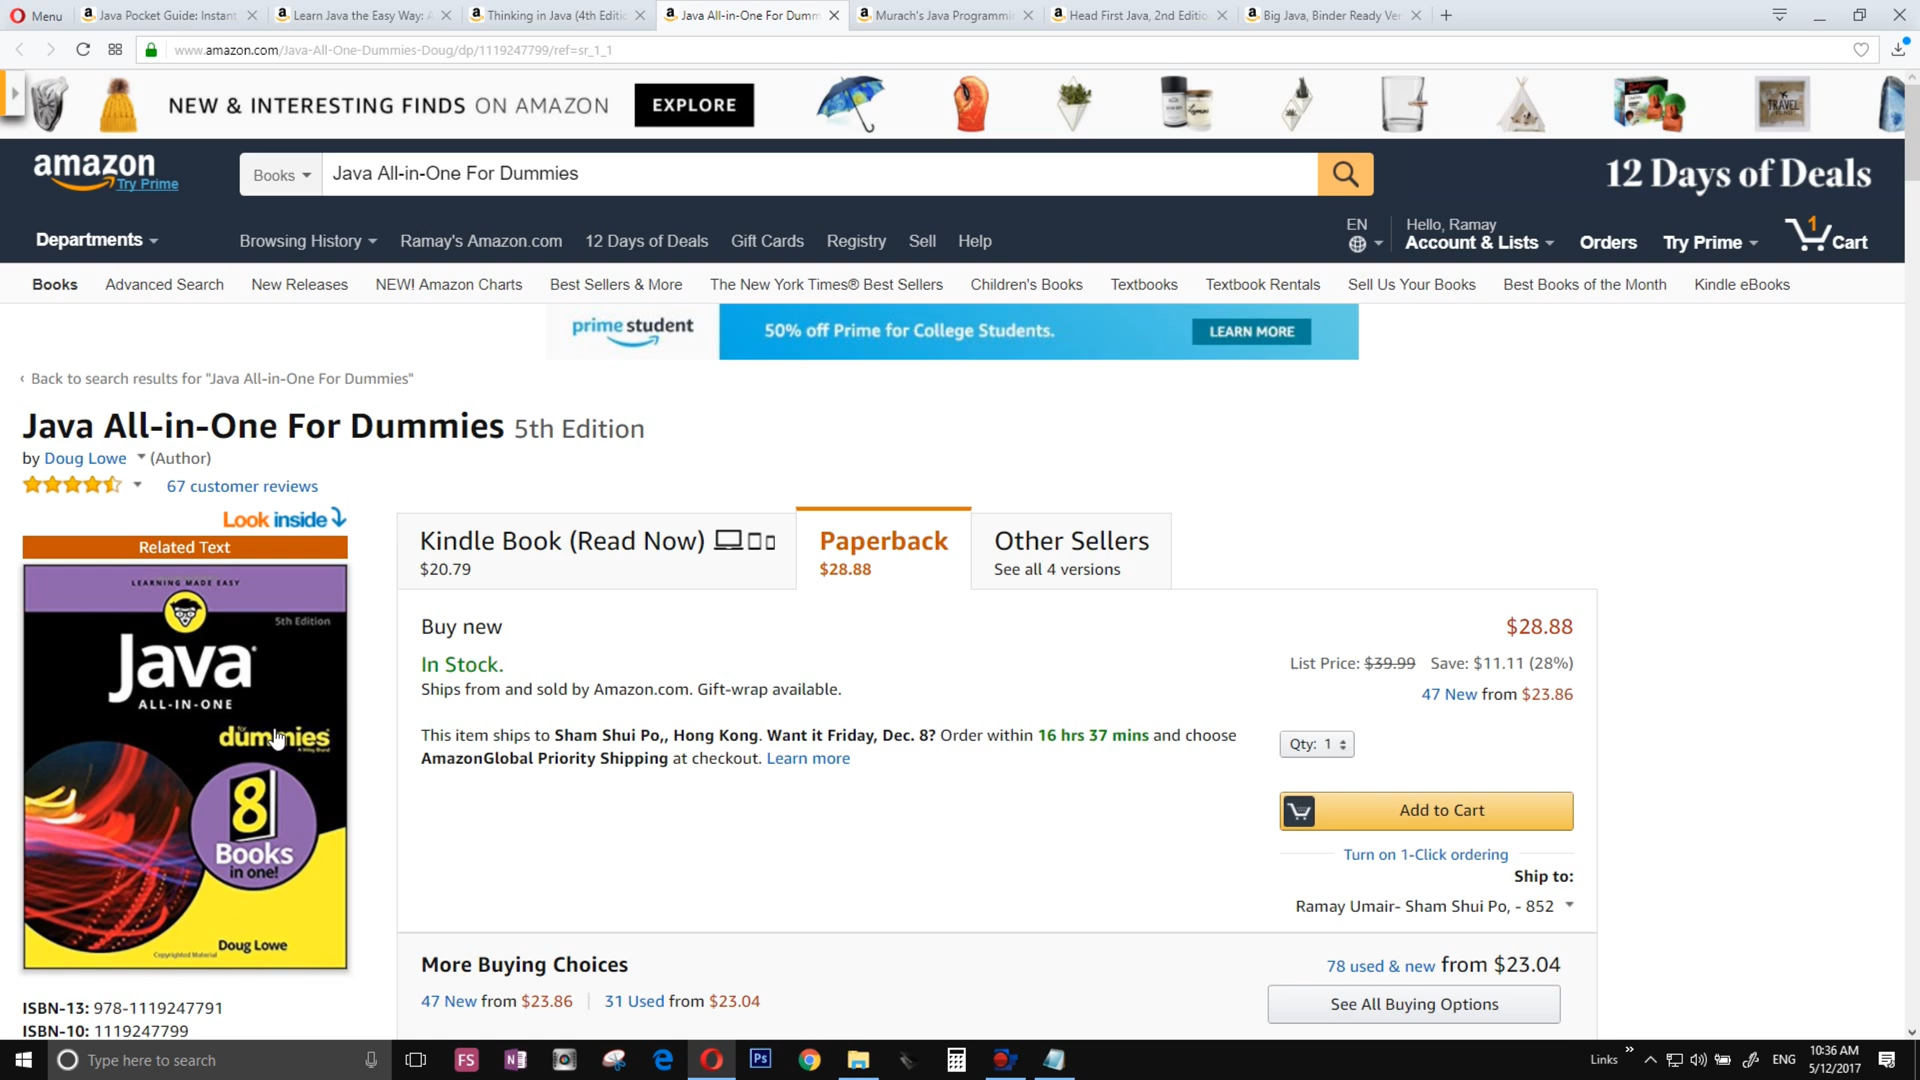 Menu
Java Pocket Guide: Instant
Learn Java the Easy Way: A
Thinking in Java (4th Editic
Java All-in-One For Dumm
Murach's Java Programmin
Head First Java, 2nd Editio
Big Java, Binder Ready Ver
www.amazon.com/Java-All-One-Dummies-Doug/dp/1119247799/ref=sr_1_1
NEW & INTERESTING FINDS ON AMAZON
EXPLORE
TRAVEL
amazon
Try Prime
Books
Java All-in-One For Dummies
12 Days of Deals
Departments
Browsing History
Ramay's Amazon.com
12 Days of Deals
Gift Cards
Registry
Sell
Help
EN
Hello, Ramay
Account & Lists
Orders
Try Prime
1
Cart
Books
Advanced Search
New Releases
NEW! Amazon Charts
Best Sellers & More
The New York Times® Best Sellers
Children's Books
Textbooks
Textbook Rentals
Sell Us Your Books
Best Books of the Month
Kindle eBooks
prime student
50% off Prime for College Students.
LEARN MORE
‹ Back to search results for "Java All-in-One For Dummies"
Java All-in-One For Dummies 5th Edition
by Doug Lowe (Author)
67 customer reviews
Look inside
Related Text
LEARNING MADE EASY
5th Edition
Java®
ALL-IN-ONE
for
dummies
A Wiley Brand
8
Books
in one!
Doug Lowe
Copyrighted Material
ISBN-13: 978-1119247791
ISBN-10: 1119247799
Kindle Book (Read Now)
$20.79
Paperback
$28.88
Other Sellers
See all 4 versions
Buy new
$28.88
In Stock.
Ships from and sold by Amazon.com. Gift-wrap available.
List Price: $39.99 Save: $11.11 (28%)
47 New from $23.86
This item ships to Sham Shui Po,, Hong Kong. Want it Friday, Dec. 8? Order within 16 hrs 37 mins and choose
AmazonGlobal Priority Shipping at checkout. Learn more
Qty: 1
Add to Cart
Turn on 1-Click ordering
Ship to:
Ramay Umair- Sham Shui Po, - 852
More Buying Choices
78 used & new from $23.04
47 New from $23.86 | 31 Used from $23.04
See All Buying Options
Type here to search
FS
N
Ps
Links
ENG
10:36 AM
5/12/2017